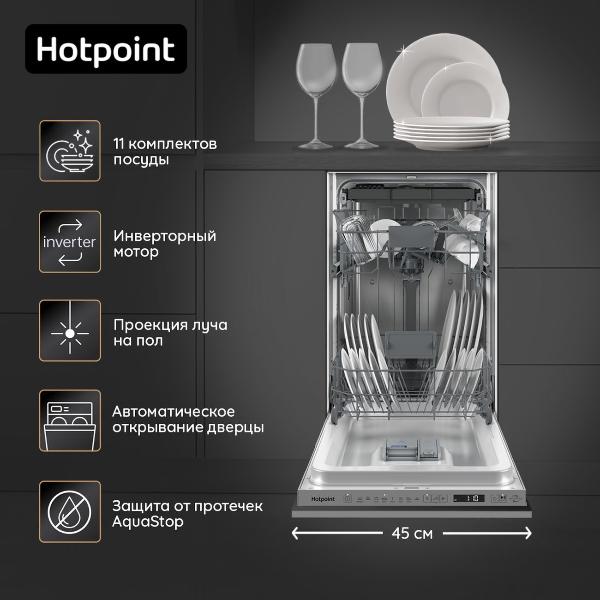 Hotpoint
11 комплектов
посуды
inverter
Инверторный
мотор
Проекция луча
на пол
Автоматическое
открывание дверцы
Защита от протечек
AquaStop
Hotpoint
45 см